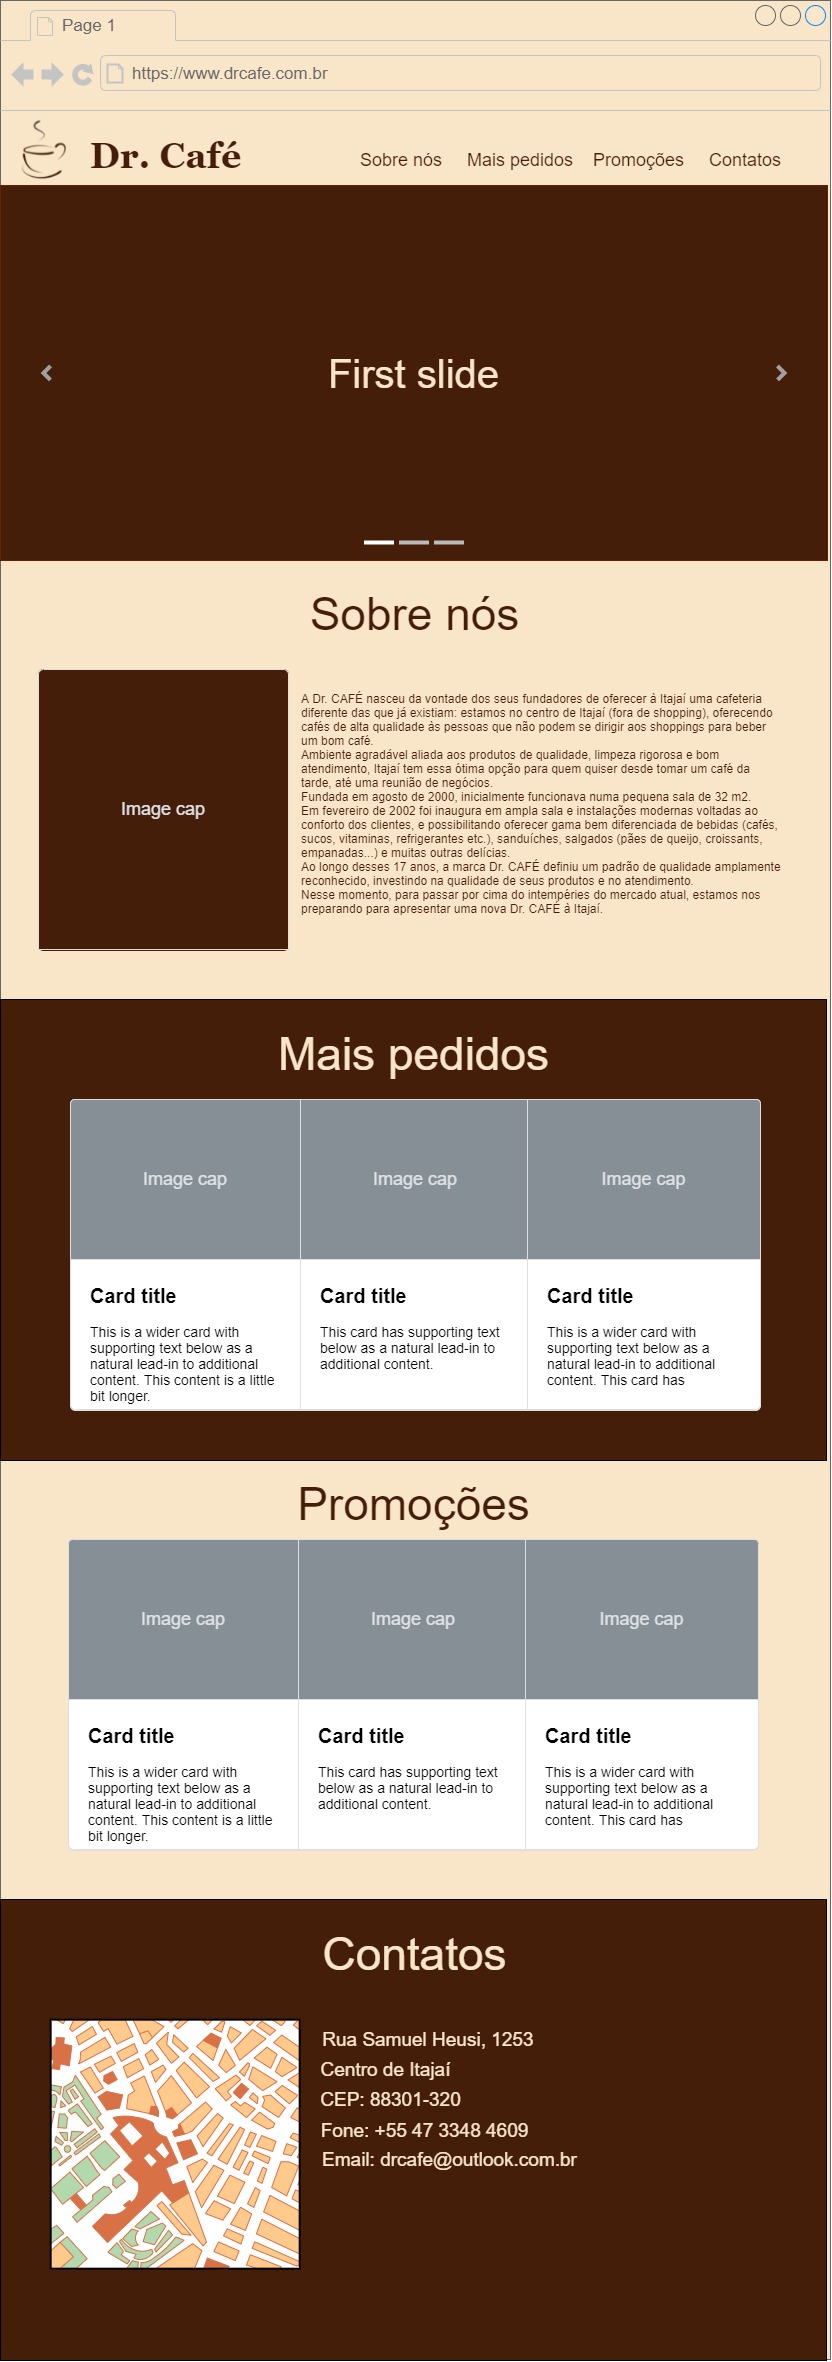 Page 1
https://www.drcafe.com.br
Dr. Café
Sobre nós Mais pedidos Promoções Contatos
First slide
Sobre nós
Image cap
A Dr. CAFÉ nasceu da vontade dos seus fundadores de oferecer à Itajaí uma cafeteria
diferente das que já existiam: estamos no centro de Itajaí (fora de shopping), oferecendo
cafés de alta qualidade às pessoas que não podem se dirigir aos shoppings para beber
um bom café.
Ambiente agradável aliada aos produtos de qualidade, limpeza rigorosa e bom
atendimento, Itajaí tem essa ótima opção para quem quiser desde tomar um café da
tarde, até uma reunião de negócios.
Fundada em agosto de 2000, inicialmente funcionava numa pequena sala de 32 m2.
Em fevereiro de 2002 foi inaugura em ampla sala e instalações modernas voltadas ao
conforto dos clientes, e possibilitando oferecer gama bem diferenciada de bebidas (cafés,
sucos, vitaminas, refrigerantes etc.), sanduíches, salgados (pães de queijo, croissants,
empanadas...) e muitas outras delícias.
Ao longo desses 17 anos, a marca Dr. CAFÉ definiu um padrão de qualidade amplamente
reconhecido, investindo na qualidade de seus produtos e no atendimento.
Nesse momento, para passar por cima do intempéries do mercado atual, estamos nos
preparando para apresentar uma nova Dr. CAFÉ à Itajaí.
Mais pedidos
Image cap
Image cap
Image cap
Card title
This is a wider card with
supporting text below as a
natural lead-in to additional
content. This content is a little
bit longer.
Card title
This card has supporting text
below as a natural lead-in to
additional content.
Card title
This is a wider card with
supporting text below as a
natural lead-in to additional
content. This card has
Promoções
Image cap
Image cap
Image cap
Card title
This is a wider card with
supporting text below as a
natural lead-in to additional
content. This content is a little
bit longer.
Card title
This card has supporting text
below as a natural lead-in to
additional content.
Card title
This is a wider card with
supporting text below as a
natural lead-in to additional
content. This card has
Contatos
Rua Samuel Heusi, 1253
Centro de Itajaí
CEP: 88301-320
Fone: +55 47 3348 4609
Email: drcafe@outlook.com.br